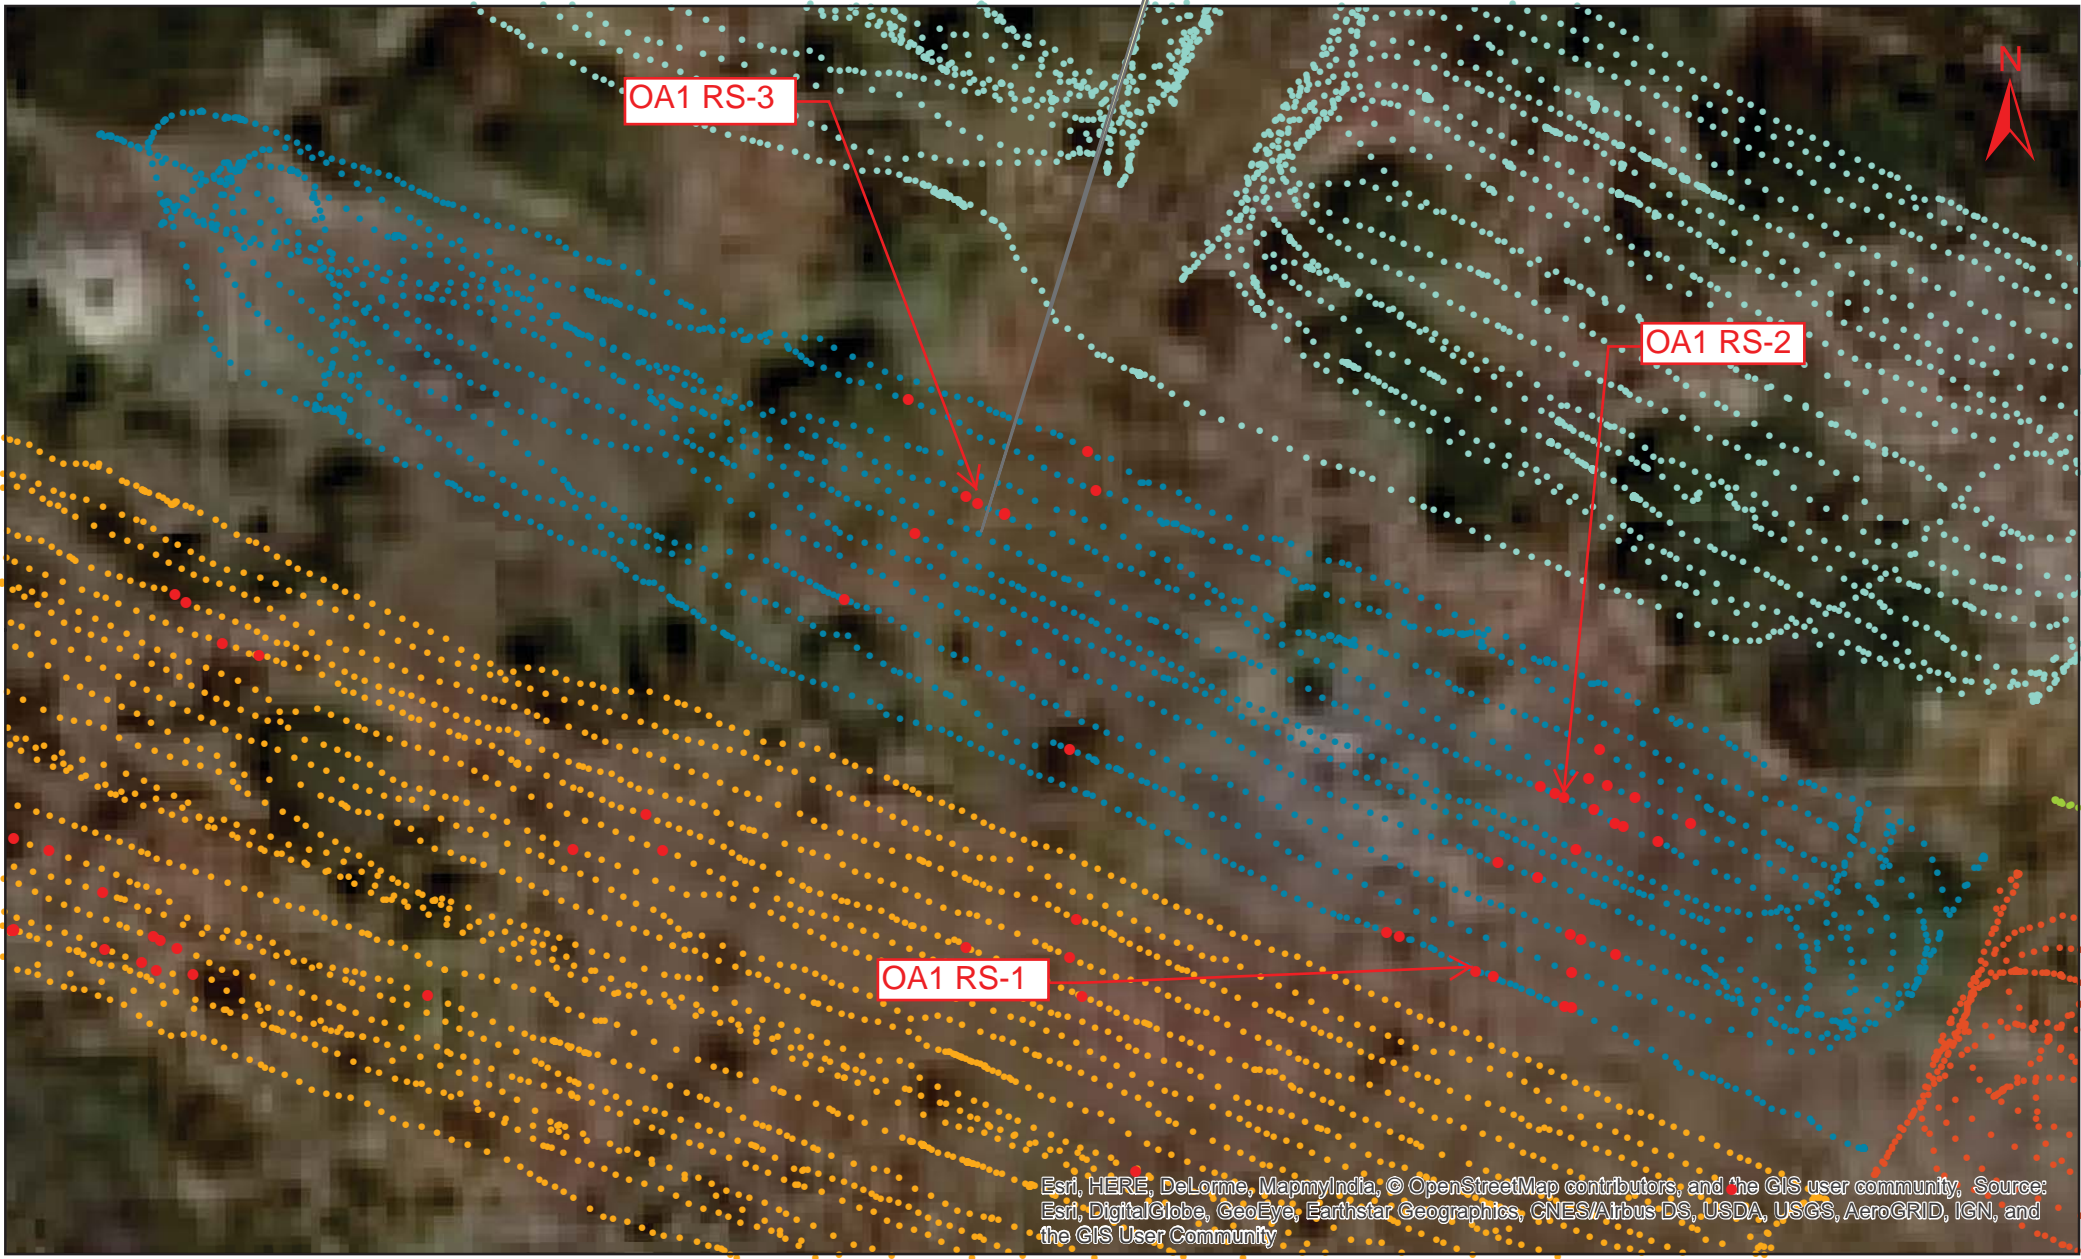 N
OA1 RS-3
OA1 RS-2
OA1 RS-1
Esri, HERE, DeLorme, MapmyIndia, © OpenStreetMap contributors, and the GIS user community, Source:
Esri, DigitalGlobe, GeoEye, Earthstar Geographics, CNES/Airbus DS, USDA, USGS, AeroGRID, IGN, and
the GIS User Community